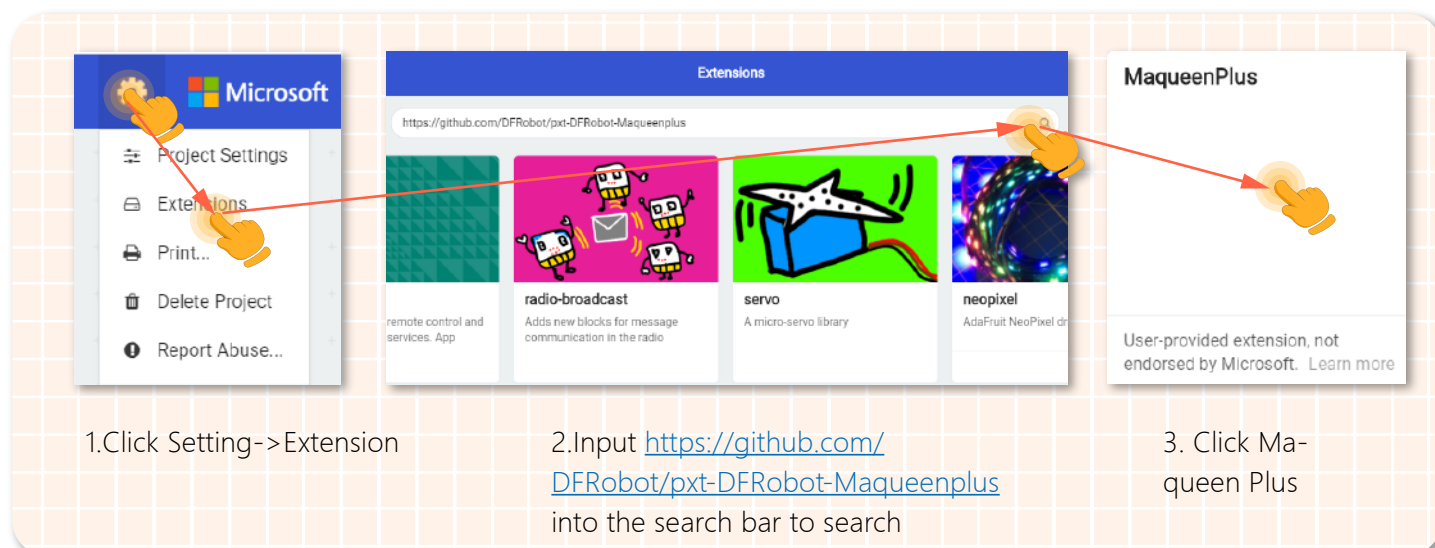 Microsoft
Project Settings
Extensions
Print...
Delete Project
Report Abuse...
Extensions
https://github.com/DFRobot/pxt-DFRobot-Maqueenplus
remote control and
services. App
radio-broadcast
Adds new blocks for message
communication in the radio
servo
A micro-servo library
neopixel
AdaFruit NeoPixel dr
MaqueenPlus
User-provided extension, not
endorsed by Microsoft. Learn more
1.Click Setting->Extension
2.Input https://github.com/
DFRobot/pxt-DFRobot-Maqueenplus
into the search bar to search
3. Click Ma-
queen Plus